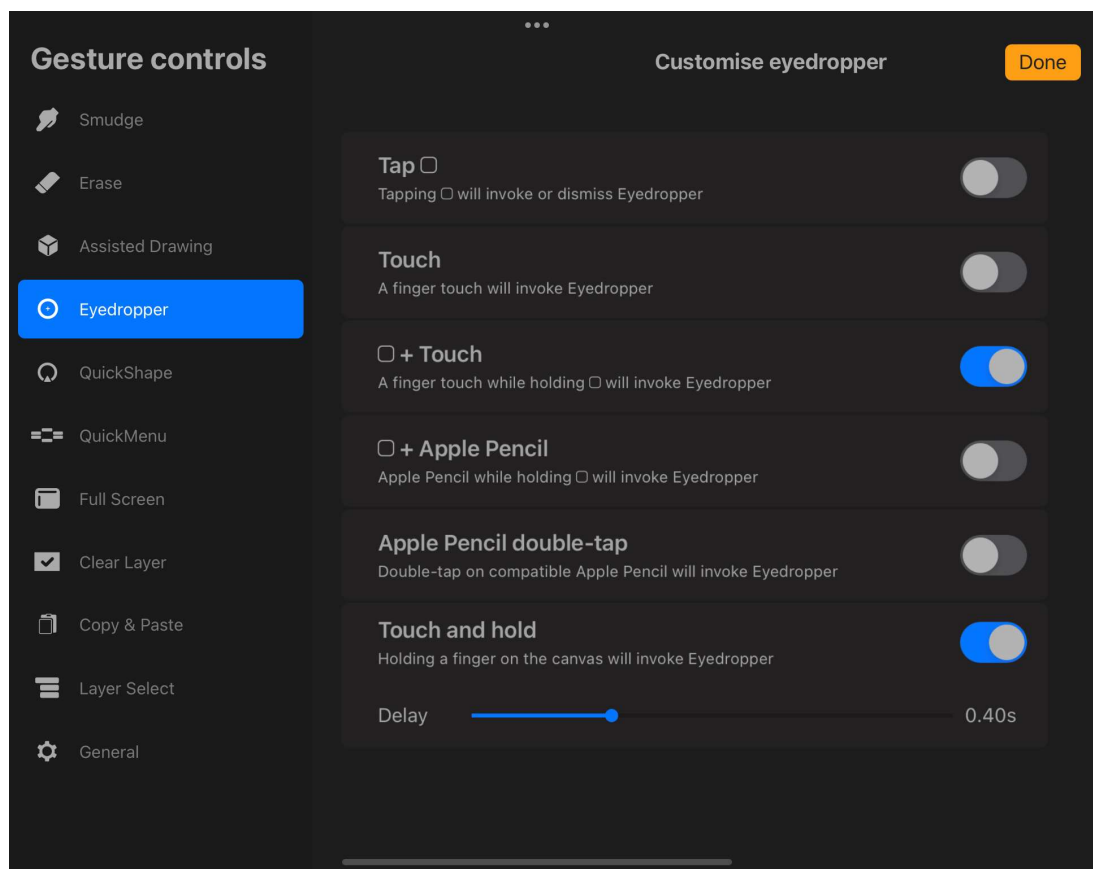 Gesture controls
Customise eyedropper
Done
Smudge
Erase
Assisted Drawing
Eyedropper
QuickShape
QuickMenu
Full Screen
Clear Layer
Copy & Paste
Layer Select
General
Tap ▢
Tapping ▢ will invoke or dismiss Eyedropper
Touch
A finger touch will invoke Eyedropper
▢ + Touch
A finger touch while holding ▢ will invoke Eyedropper
▢ + Apple Pencil
Apple Pencil while holding ▢ will invoke Eyedropper
Apple Pencil double-tap
Double-tap on compatible Apple Pencil will invoke Eyedropper
Touch and hold
Holding a finger on the canvas will invoke Eyedropper
Delay 0.40s